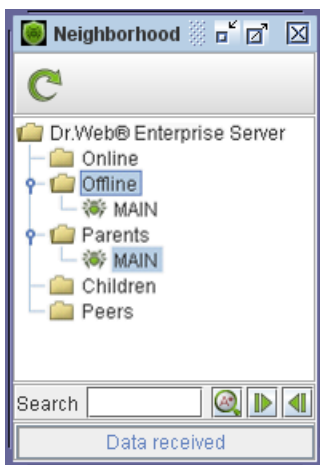 Neighborhood
Dr.Web® Enterprise Server
Online
Offline
MAIN
Parents
MAIN
Children
Peers
Search
Data received